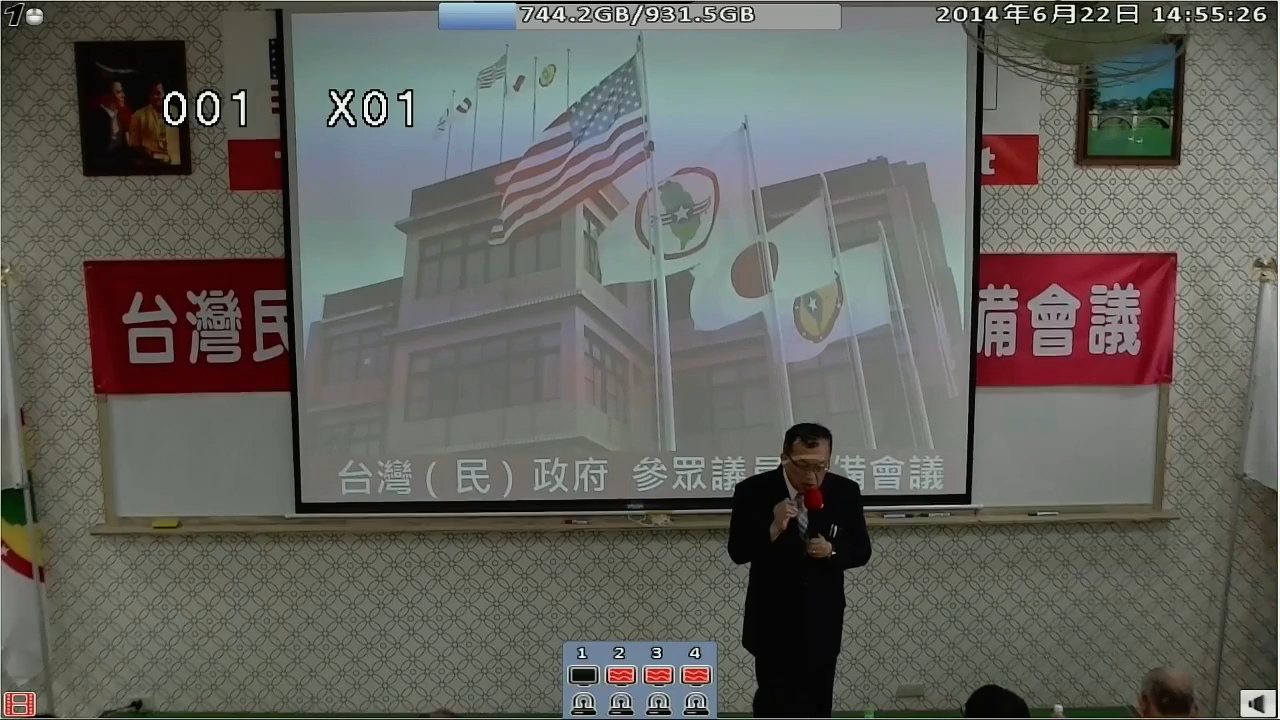 744.2GB/931.5GB
2014年6月22日 14:55:26
001 X01
t
台灣民
備會議
台灣(民)政府 參眾議員 備會議
1 2 3 4